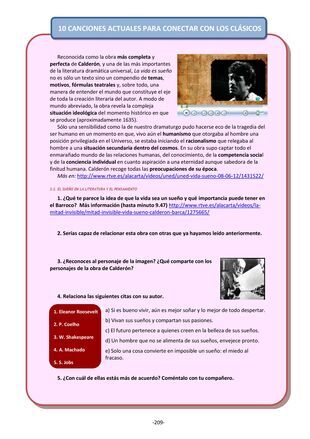 10 CANCIONES ACTUALES PARA CONECTAR CON LOS CLÁSICOS
Reconocida como la obra más completa y
perfecta de Calderón, y una de las más importantes
de la literatura dramática universal, La vida es sueño
no es sólo un texto sino un compendio de temas,
motivos, fórmulas teatrales y, sobre todo, una
manera de entender el mundo que constituye el eje
de toda la creación literaria del autor. A modo de
mundo abreviado, la obra revela la compleja
situación ideológica del momento histórico en que
se produce (aproximadamente 1635).
Sólo una sensibilidad como la de nuestro dramaturgo pudo hacerse eco de la tragedia del
ser humano en un momento en que, vivo aún el humanismo que otorgaba al hombre una
posición privilegiada en el Universo, se estaba iniciando el racionalismo que relegaba al
hombre a una situación secundaria dentro del cosmos. En su obra supo captar todo el
enmarañado mundo de las relaciones humanas, del conocimiento, de la competencia social
y de la conciencia individual en cuanto aspiración a una eternidad aunque sabedora de la
finitud humana. Calderón recoge todas las preocupaciones de su época.
Más en: http://www.rtve.es/alacarta/videos/uned/uned-vida-sueno-08-06-12/1431522/
EL SUEÑO EN LA LITERATURA Y EL PENSAMIENTO
1. ¿Qué te parece la idea de que la vida sea un sueño y qué importancia puede tener en
el Barroco? Más información (hasta minuto 9.47) http://www.rtve.es/alacarta/videos/la-
mitad-invisible/mitad-invisible-vida-sueno-calderon-barca/1275665/
2. Serías capaz de relacionar esta obra con otras que ya hayamos leído anteriormente.
3. ¿Reconoces al personaje de la imagen? ¿Qué comparte con los
personajes de la obra de Calderón?
4. Relaciona las siguientes citas con su autor.
1. Eleanor Roosevelt
2. P. Coelho
3. W. Shakespeare
4. A. Machado
5. S. Jobs
a) Si es bueno vivir, aún es mejor soñar y lo mejor de todo despertar.
b) Vivan sus sueños y compartan sus pasiones.
c) El futuro pertenece a quienes creen en la belleza de sus sueños.
d) Un hombre que no se alimenta de sus sueños, envejece pronto.
e) Solo una cosa convierte en imposible un sueño: el miedo al
fracaso.
5. ¿Con cuál de ellas estás más de acuerdo? Coméntalo con tu compañero.
-209-